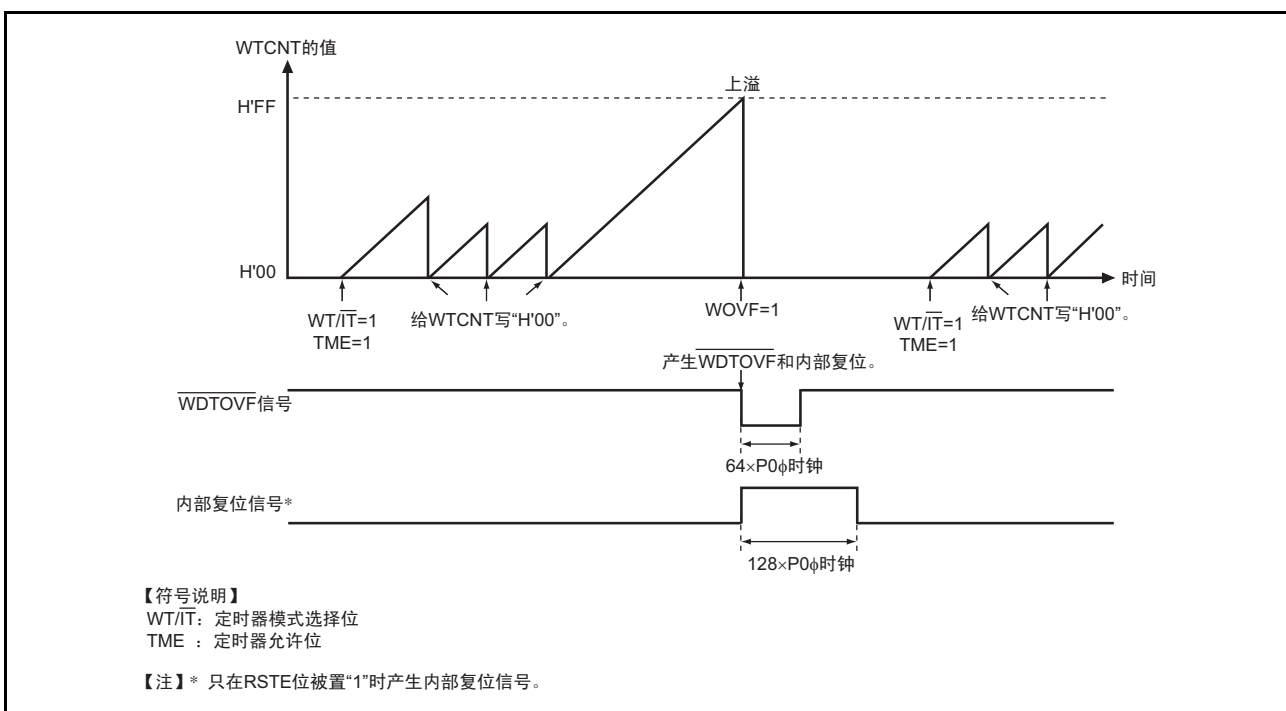 WTCNT的值
H'FF
上溢
H'00
时间
WT/IT=1
TME=1
给WTCNT写“H'00”。
WOVF=1
WT/IT=1
TME=1
给WTCNT写“H'00”。
产生WDTOVF和内部复位。
WDTOVF信号
64×P0ϕ时钟
内部复位信号*
128×P0ϕ时钟
【符号说明】
WT/IT：定时器模式选择位
TME ：定时器允许位
【注】* 只在RSTE位被置“1”时产生内部复位信号。